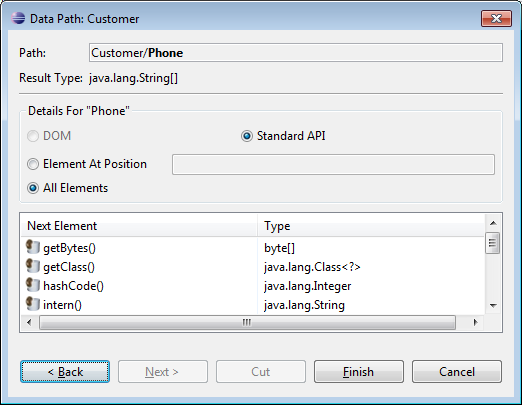 Data Path: Customer
Path: Customer/Phone
Result Type: java.lang.String[]
Details For "Phone"
DOM Standard API
Element At Position
All Elements
Next Element Type
getBytes() byte[]
getClass() java.lang.Class<?>
hashCode() java.lang.Integer
intern() java.lang.String
< Back Next > Cut Finish Cancel